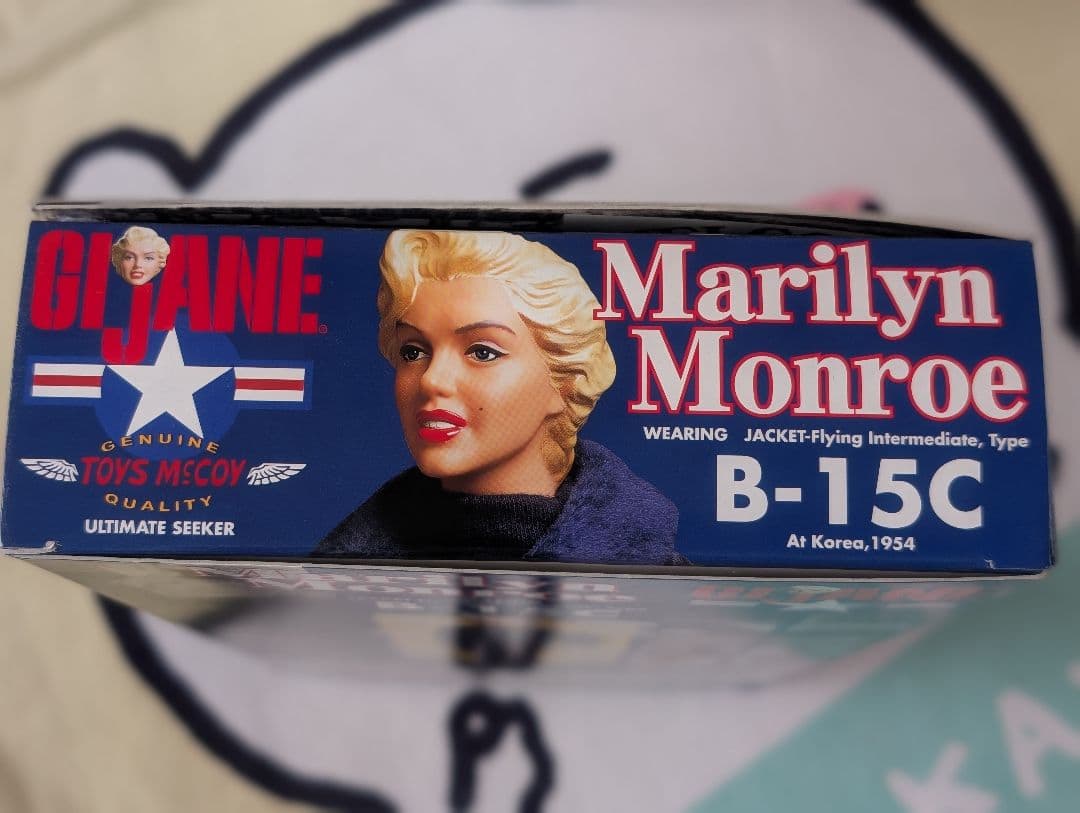 GI JANE®
GENUINE
TOYS McCOY
QUALITY
ULTIMATE SEEKER
Marilyn
Monroe
WEARING JACKET-Flying Intermediate, Type
B-15C
At Korea,1954
KA